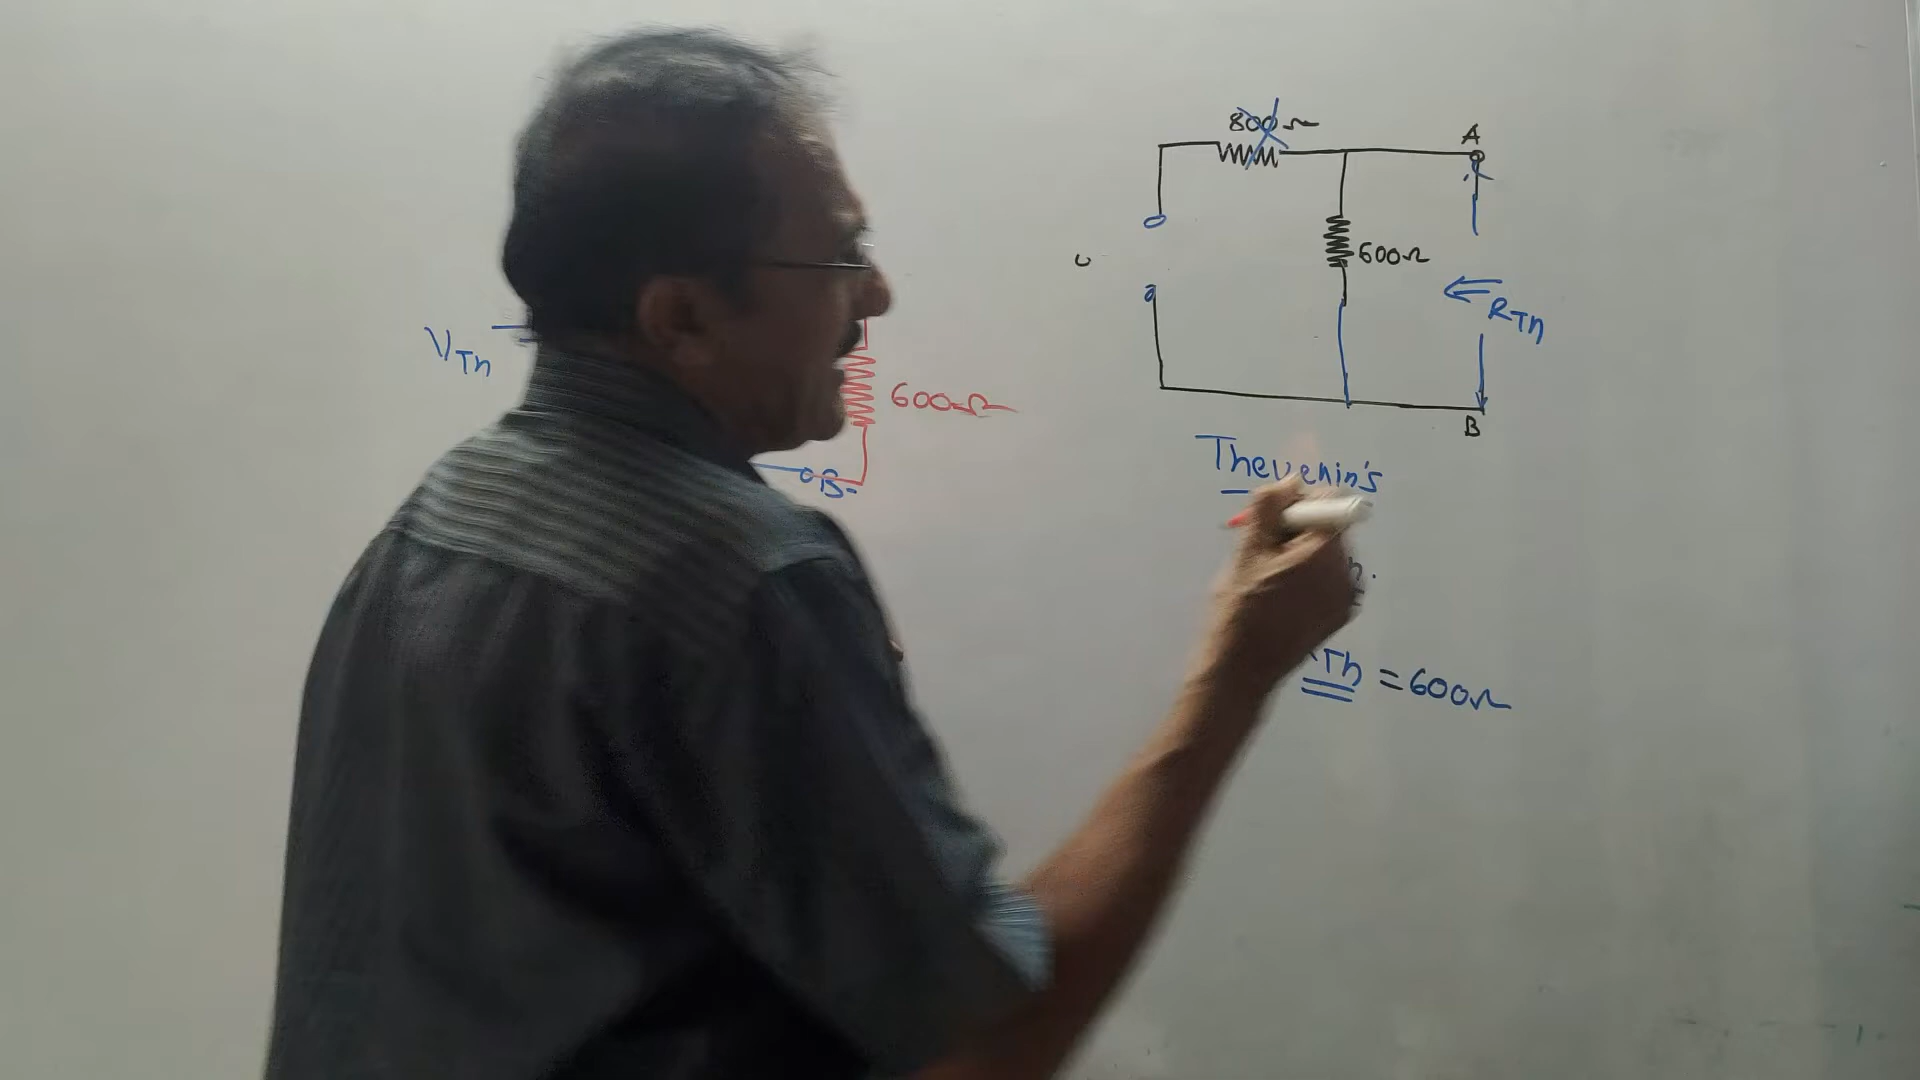 800Ω
A
600Ω
RTh
B
VTh
600Ω
B
Thevenin's
Th = 600Ω